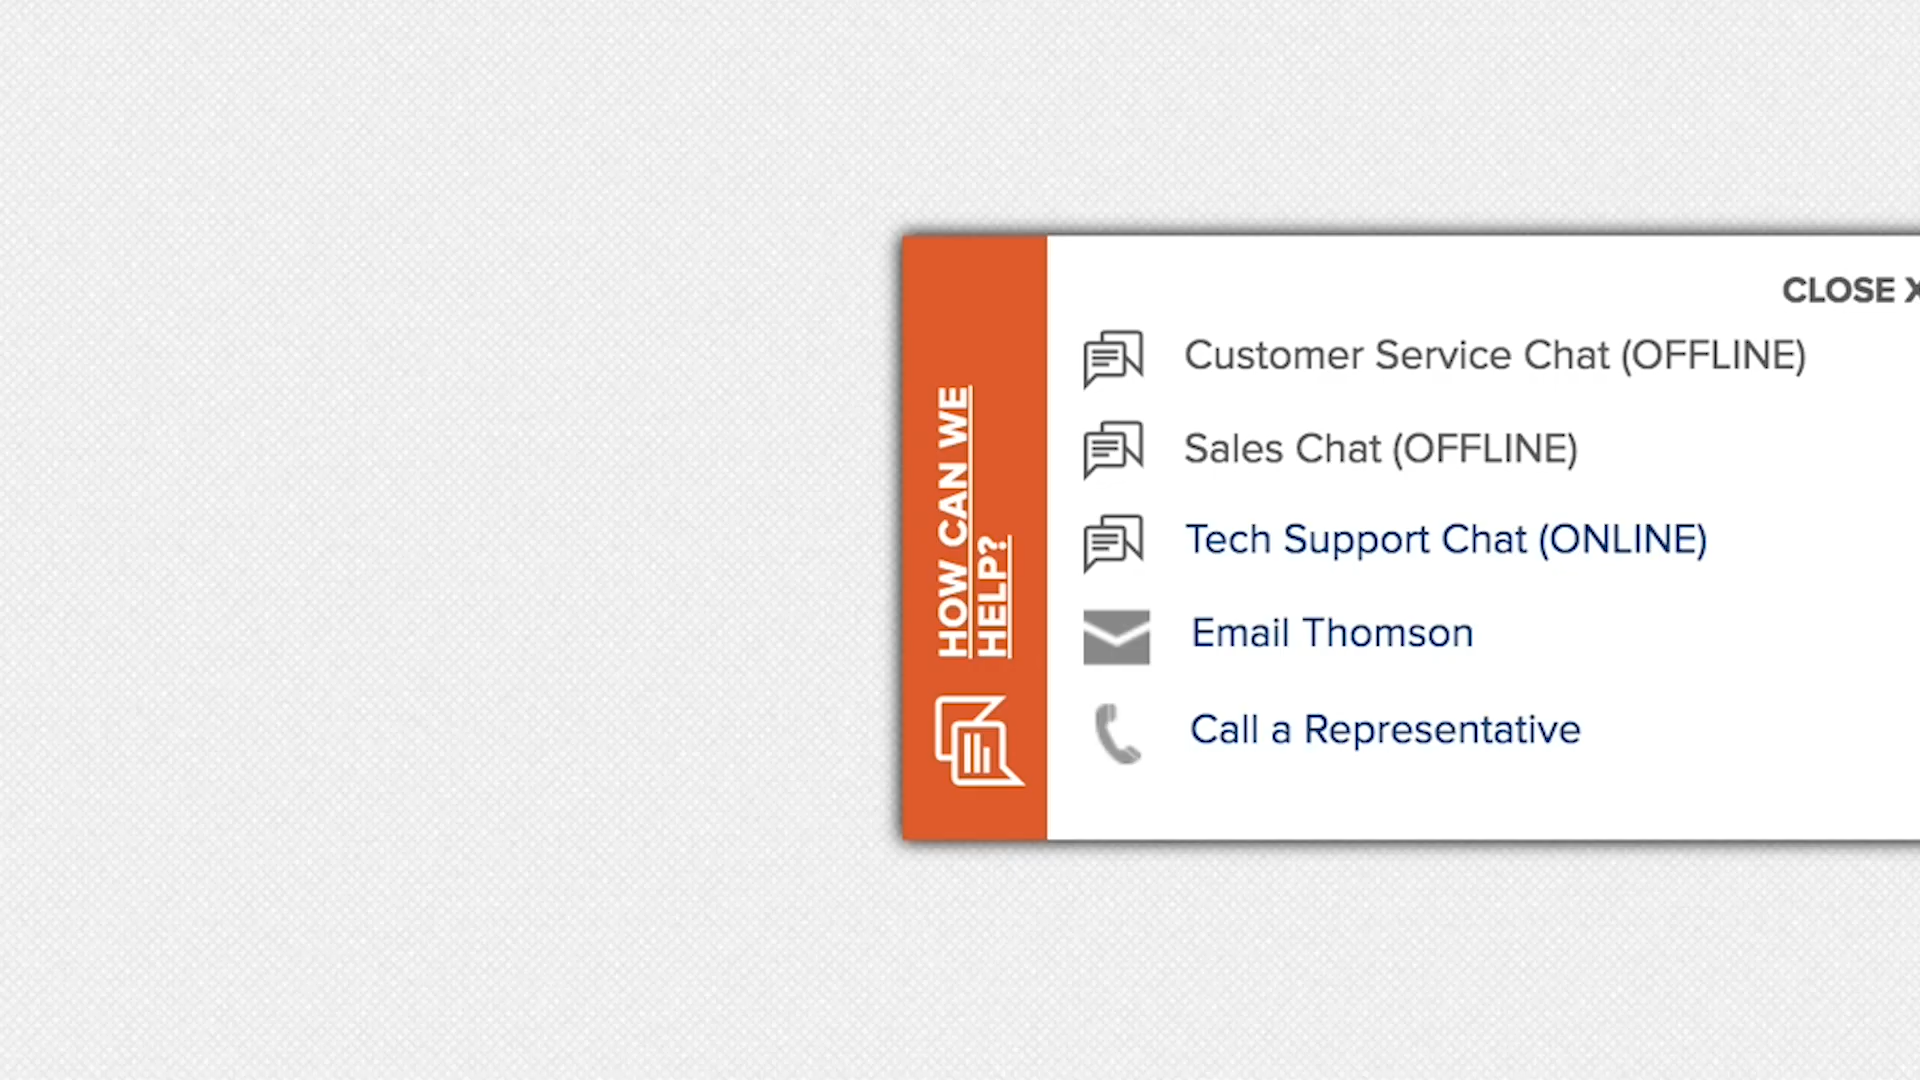 HOW CAN WE
HELP?
CLOSE X
Customer Service Chat (OFFLINE)
Sales Chat (OFFLINE)
Tech Support Chat (ONLINE)
Email Thomson
Call a Representative